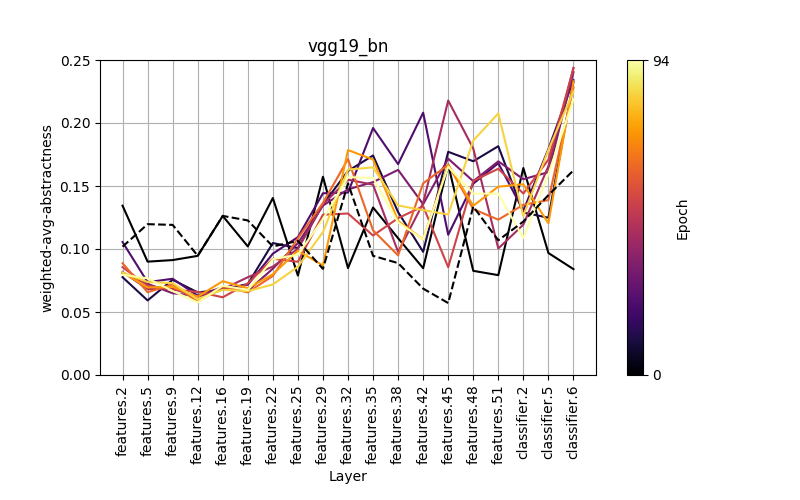 vgg19_bn
weighted-avg-abstractness
0.25
0.20
0.15
0.10
0.05
0.00
features.2
features.5
features.9
features.12
features.16
features.19
features.22
features.25
features.29
features.32
features.35
features.38
features.42
features.45
features.48
features.51
classifier.2
classifier.5
classifier.6
Layer
94
0
Epoch